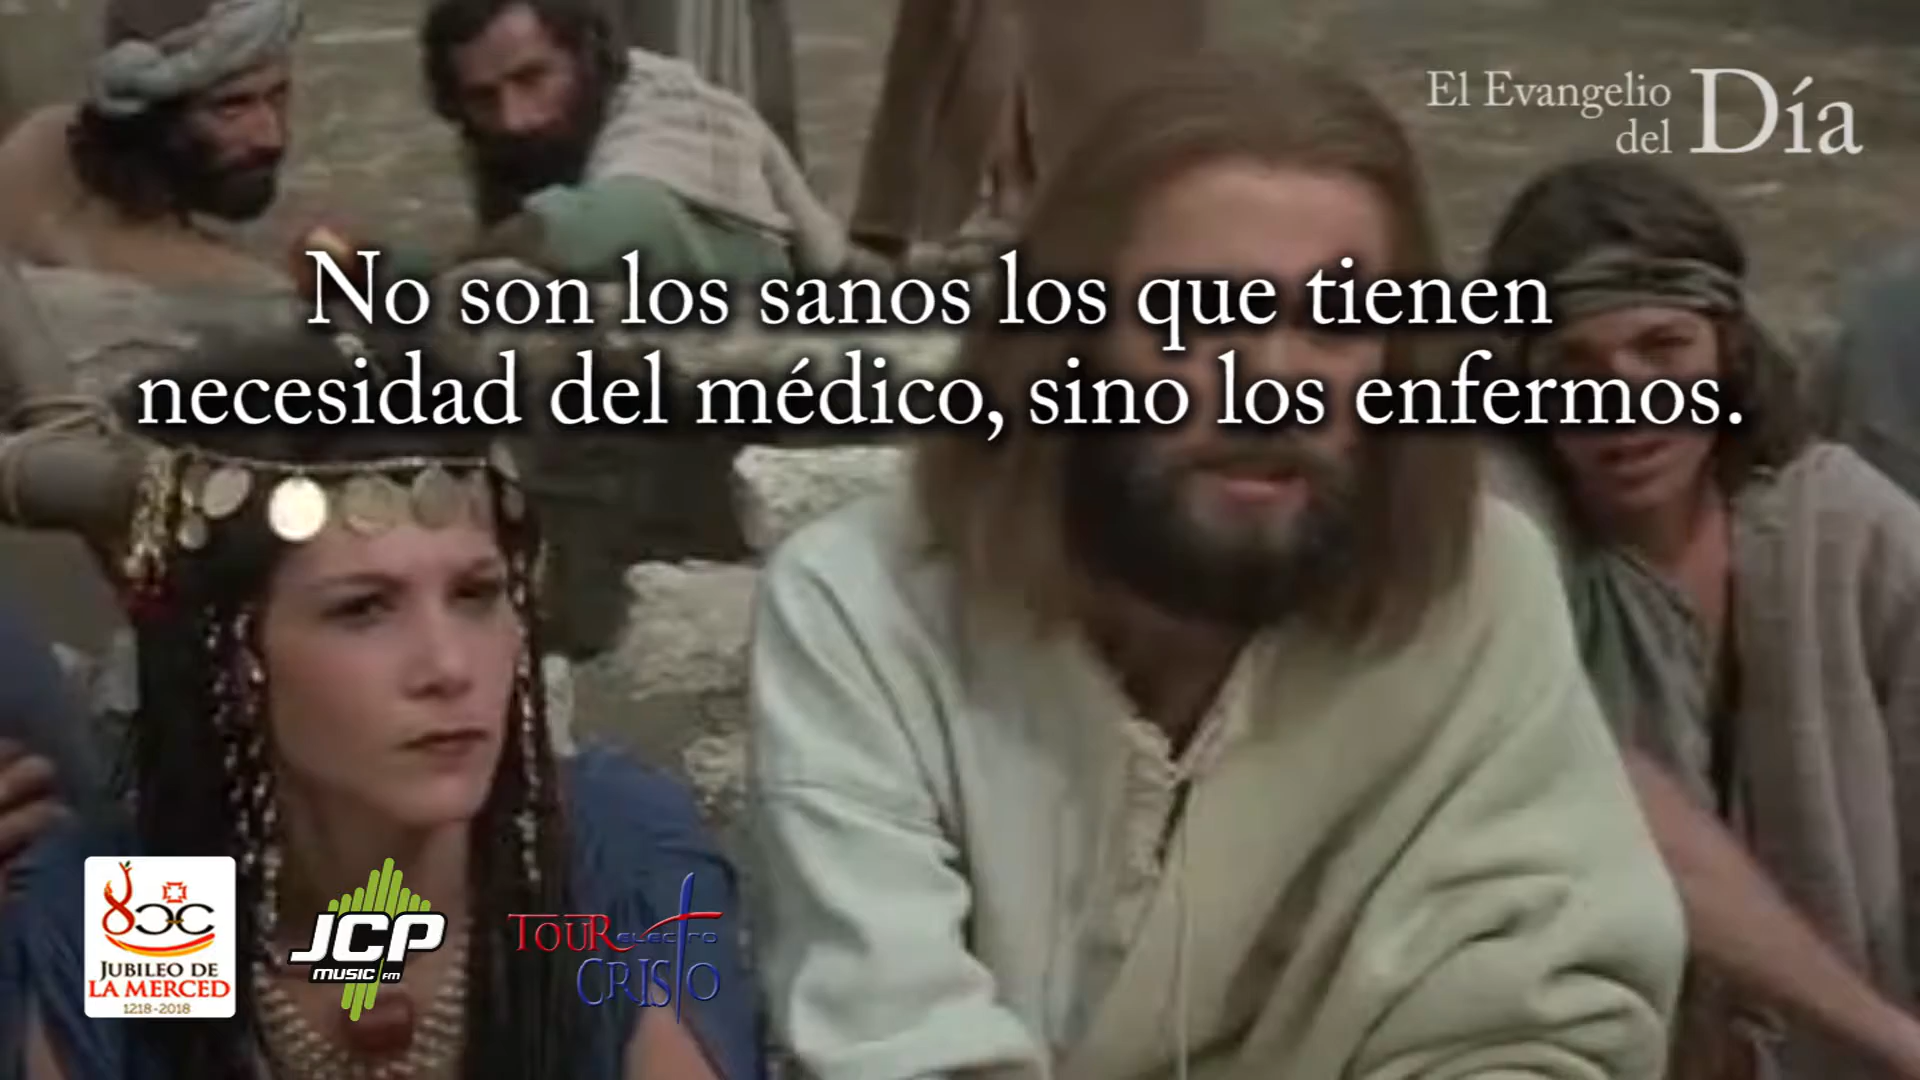 El Evangelio
del Día
No son los sanos los que tienen
necesidad del médico, sino los enfermos.
JUBILEO DE
LA MERCED
1218-2018
JCP
MUSIC FM
TOUR ELECTRO
CRISTO